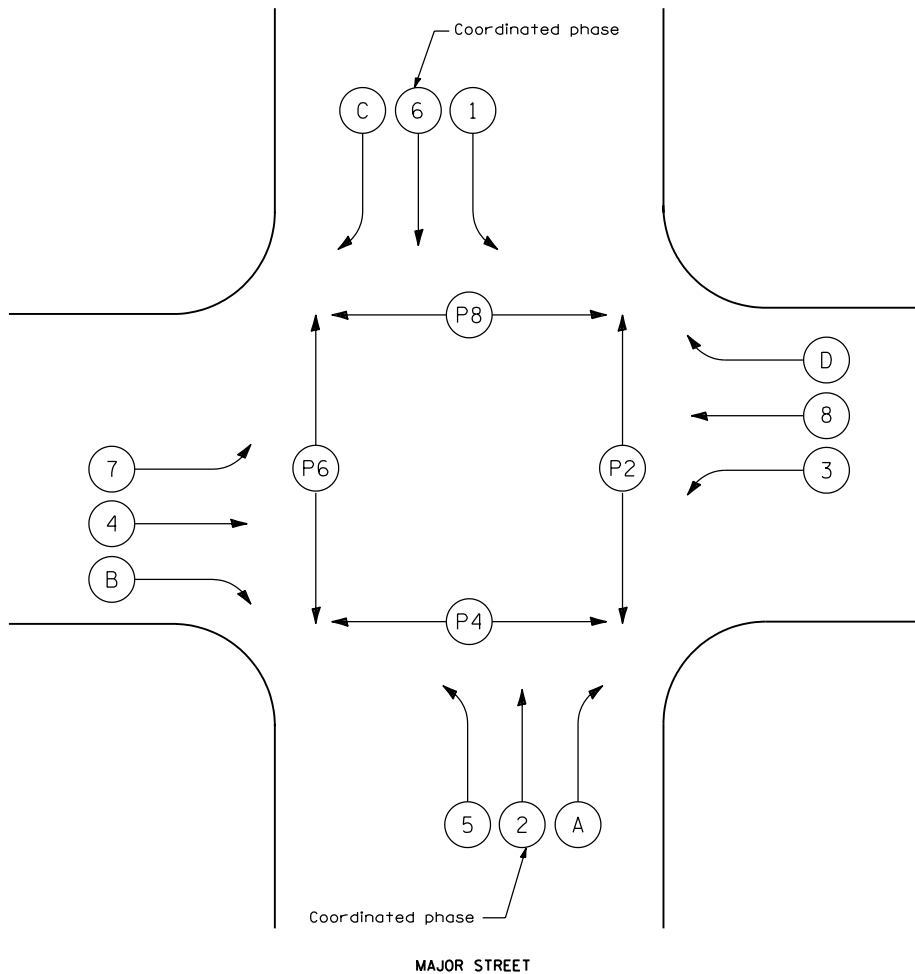 Coordinated phase
C 6 1
P8
D
8
7
P6
P2
3
4
B
P4
5 2 A
Coordinated phase
MAJOR STREET